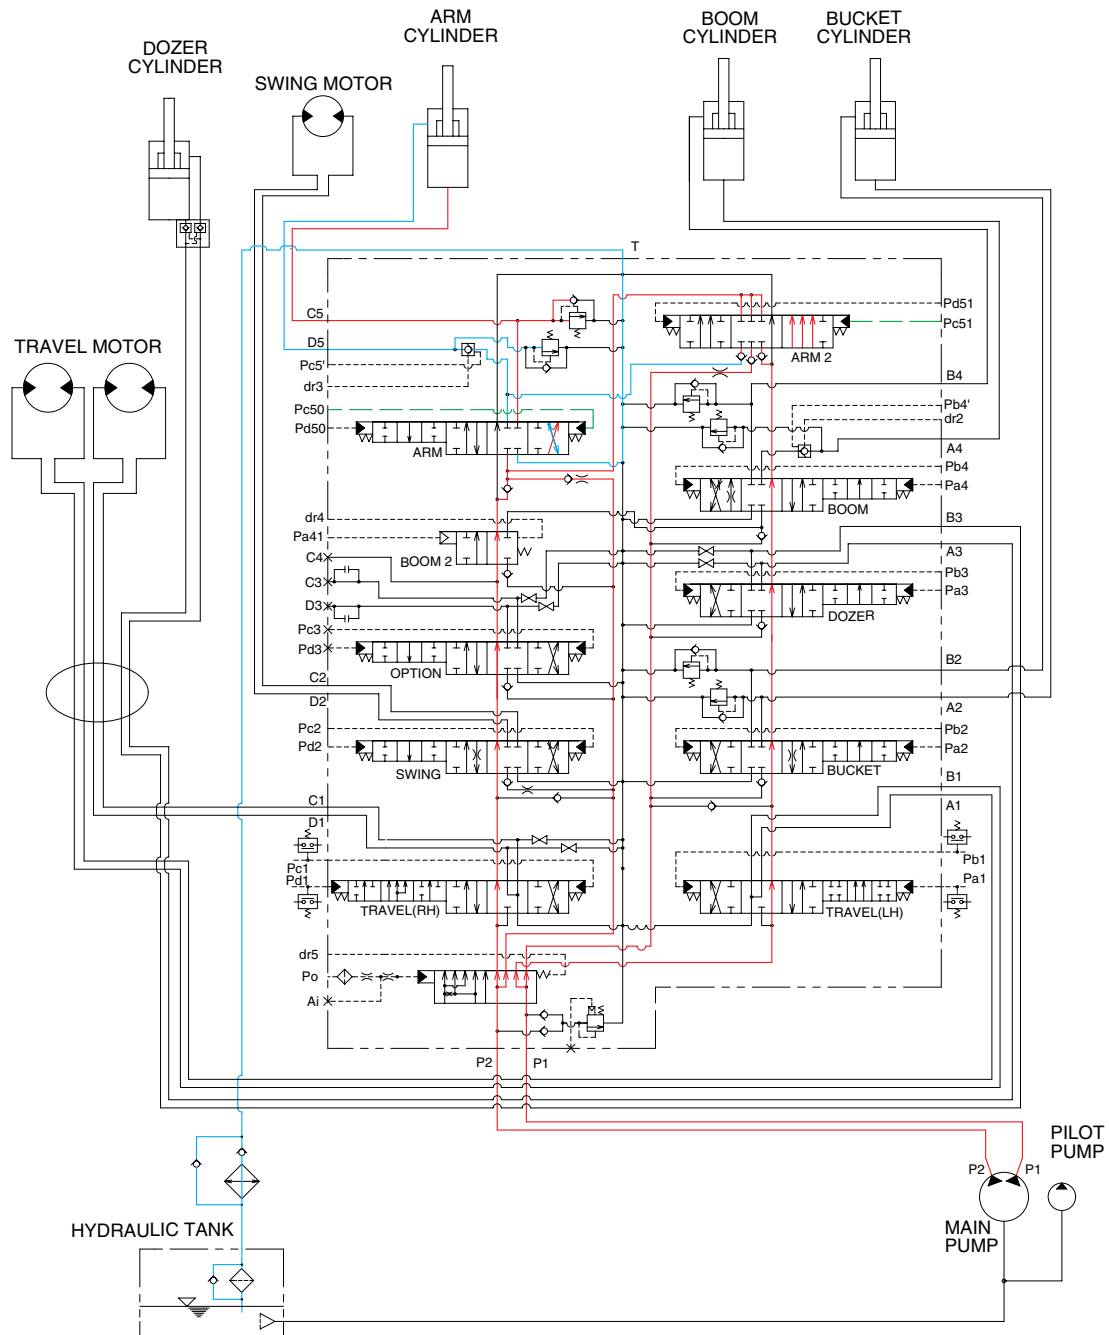 ARM
CYLINDER
BOOM
CYLINDER
BUCKET
CYLINDER
DOZER
CYLINDER
SWING MOTOR
T
C5
Pd51
Pc51
ARM 2
D5
Pc5'
dr3
TRAVEL MOTOR
B4
Pb4'
dr2
Pc50
Pd50
ARM
A4
Pb4
Pa4
BOOM
dr4
Pa41
BOOM 2
B3
C4
C3
A3
Pb3
Pa3
DOZER
D3
Pc3
Pd3
OPTION
C2
D2
B2
A2
Pc2
Pd2
SWING
Pb2
Pa2
BUCKET
C1
D1
B1
A1
Pc1
Pd1
TRAVEL(RH)
Pb1
Pa1
TRAVEL(LH)
dr5
Po
Ai
P2
P1
PILOT
PUMP
P2
P1
MAIN
PUMP
HYDRAULIC TANK